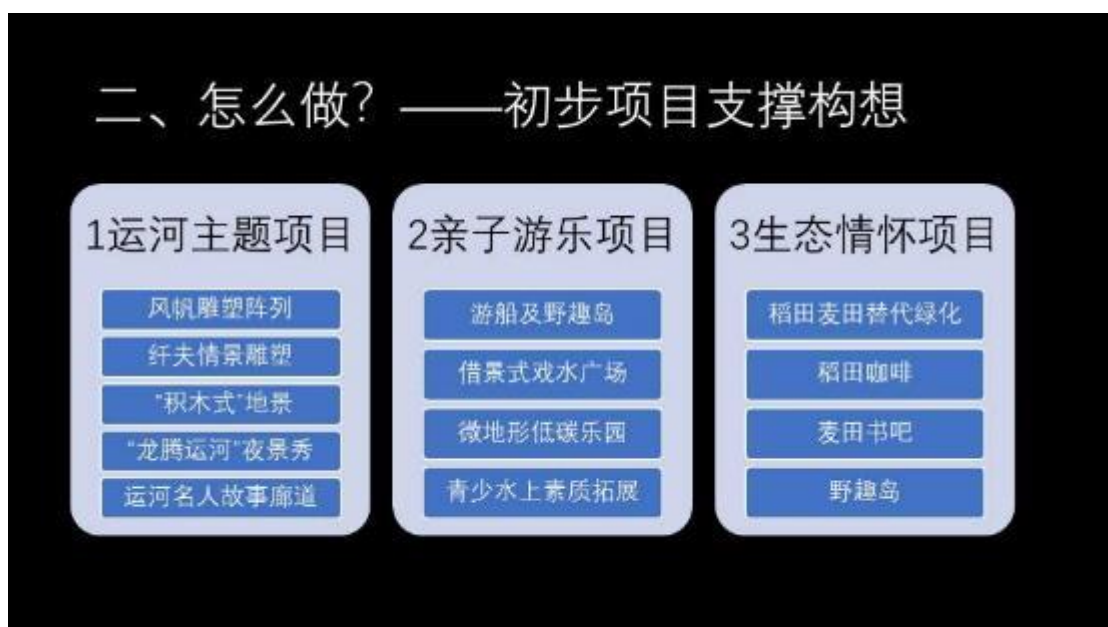 二、怎么做?——初步项目支撑构想
1运河主题项目
风帆雕塑阵列
纤夫情景雕塑
“积木式”地景
“龙腾运河”夜景秀
运河名人故事廊道
2亲子游乐项目
游船及野趣岛
借景式戏水广场
微地形低碳乐园
青少水上素质拓展
3生态情怀项目
稻田麦田替代绿化
稻田咖啡
麦田书吧
野趣岛